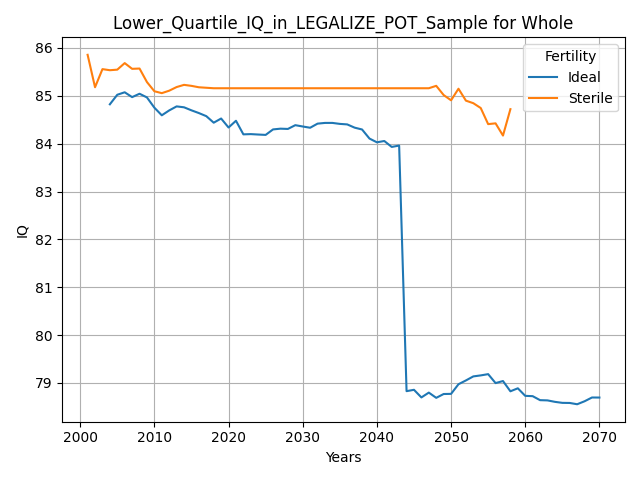 Lower_Quartile_IQ_in_LEGALIZE_POT_Sample for Whole
Fertility
Ideal
Sterile
IQ
86
85
84
83
82
81
80
79
2000 2010 2020 2030 2040 2050 2060 2070
Years